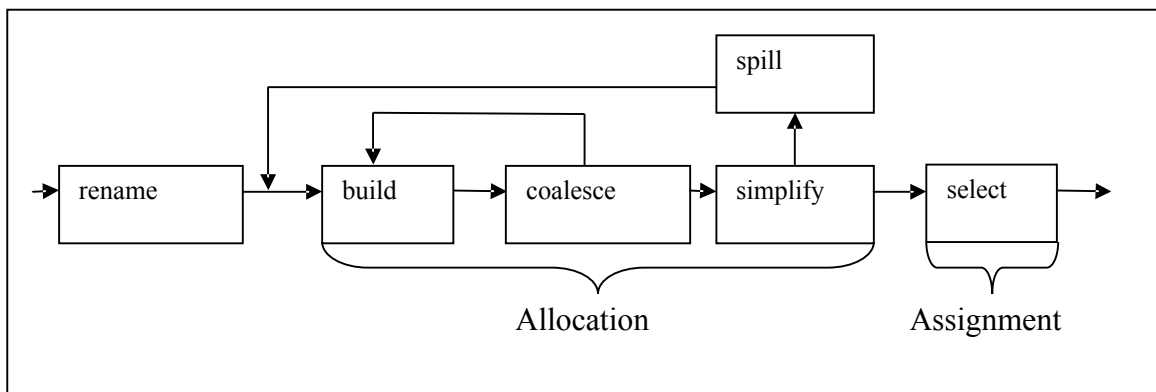 spill
rename
build
coalesce
simplify
select
Allocation
Assignment